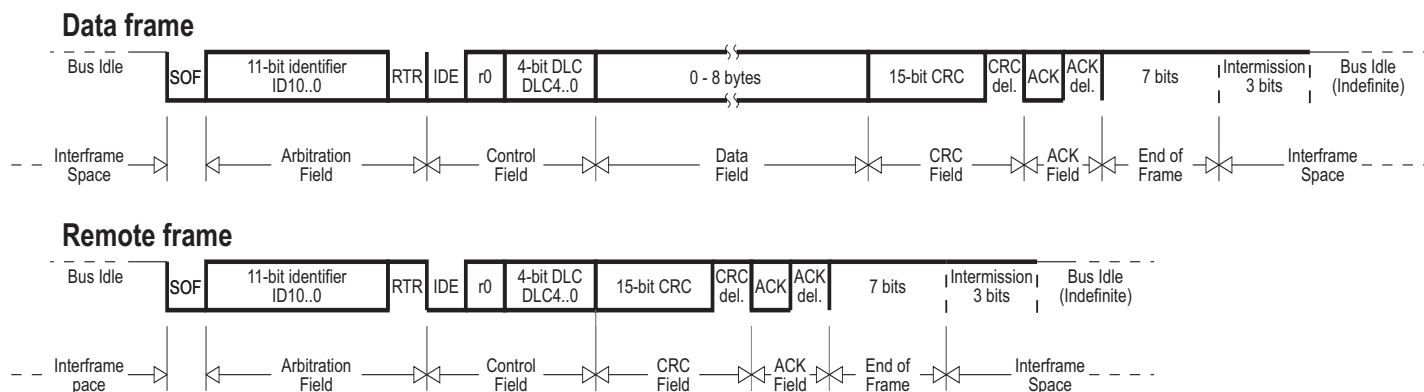 Data frame
Bus Idle SOF 11-bit identifier ID10..0 RTR IDE r0 4-bit DLC DLC4..0 0 - 8 bytes 15-bit CRC CRC del. ACK ACK del. 7 bits Intermission 3 bits Bus Idle (Indefinite)
Interframe Space Arbitration Field Control Field Data Field CRC Field ACK Field End of Frame Interframe Space
Remote frame
Bus Idle SOF 11-bit identifier ID10..0 RTR IDE r0 4-bit DLC DLC4..0 15-bit CRC CRC del. ACK ACK del. 7 bits Intermission 3 bits Bus Idle (Indefinite)
Interframe pace Arbitration Field Control Field CRC Field ACK Field End of Frame Interframe Space